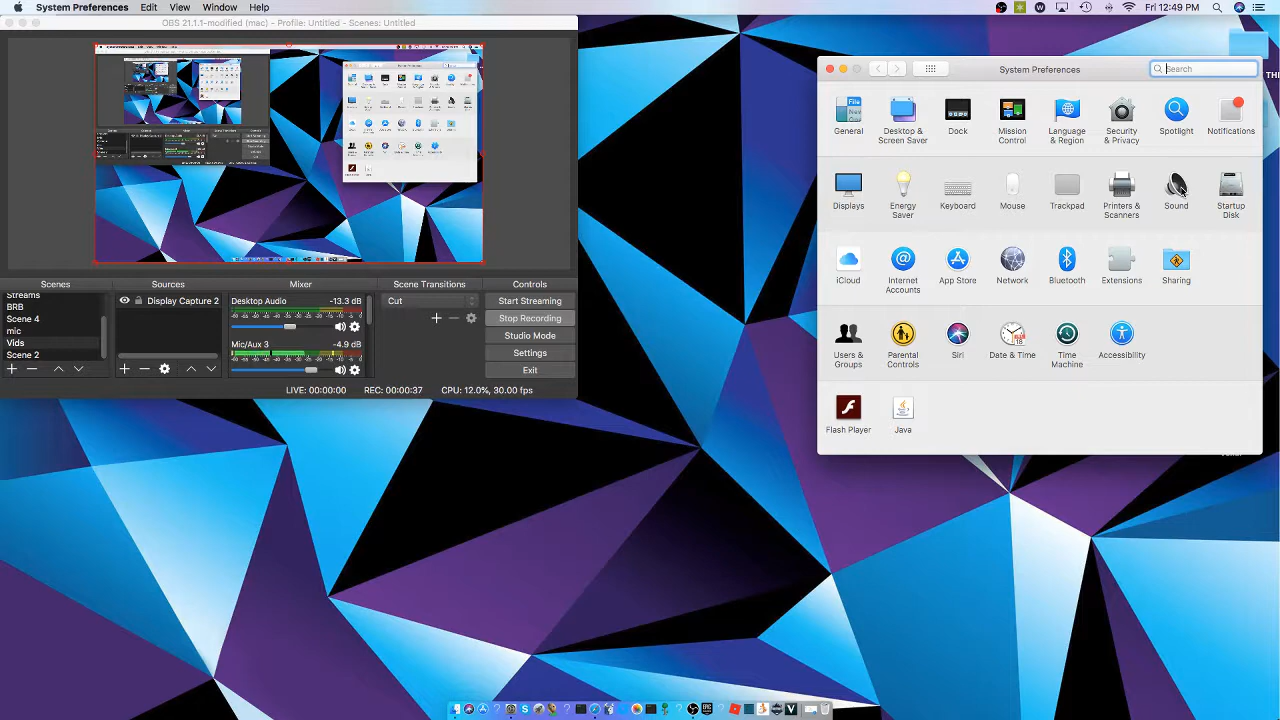 System Preferences Edit View Window Help
Fri 12:49 PM
OBS 21.1.1-modified (mac) - Profile: Untitled - Scenes: Untitled
Scenes Sources Mixer Scene Transitions Controls
Streams
BRB
Scene 4
mic
Vids
Scene 2
Display Capture 2
Desktop Audio -13.3 dB
Mic/Aux 3 -4.9 dB
Cut
Start Streaming
Stop Recording
Studio Mode
Settings
Exit
LIVE: 00:00:00 REC: 00:00:37 CPU: 12.0%, 30.00 fps
System Preferences
Search
General
Desktop &
Screen Saver
Dock
Mission
Control
Language
& Region
Security
& Privacy
Spotlight
Notifications
Displays
Energy
Saver
Keyboard
Mouse
Trackpad
Printers &
Scanners
Sound
Startup
Disk
iCloud
Internet
Accounts
App Store
Network
Bluetooth
Extensions
Sharing
Users &
Groups
Parental
Controls
Siri
Date & Time
Time
Machine
Accessibility
Flash Player
Java